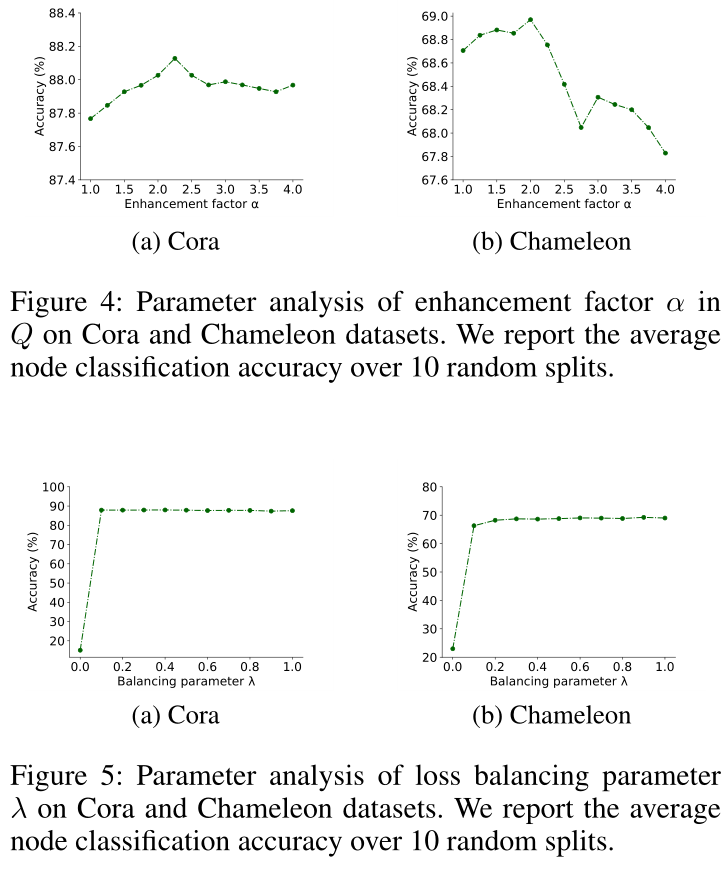 88.4
88.2
88.0
87.8
87.6
87.4
Accuracy (%)
1.0 1.5 2.0 2.5 3.0 3.5 4.0
Enhancement factor α
(a) Cora
69.0
68.8
68.6
68.4
68.2
68.0
67.8
67.6
Accuracy (%)
1.0 1.5 2.0 2.5 3.0 3.5 4.0
Enhancement factor α
(b) Chameleon
Figure 4: Parameter analysis of enhancement factor α in
Q on Cora and Chameleon datasets. We report the average
node classification accuracy over 10 random splits.
100
90
80
70
60
50
40
30
20
Accuracy (%)
0.0 0.2 0.4 0.6 0.8 1.0
Balancing parameter λ
(a) Cora
80
70
60
50
40
30
20
Accuracy (%)
0.0 0.2 0.4 0.6 0.8 1.0
Balancing parameter λ
(b) Chameleon
Figure 5: Parameter analysis of loss balancing parameter
λ on Cora and Chameleon datasets. We report the average
node classification accuracy over 10 random splits.